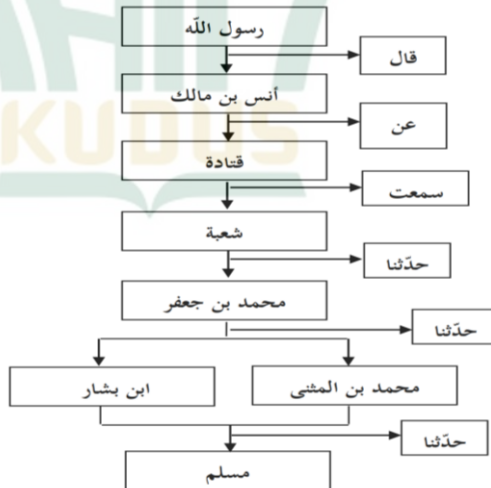 رسول الله
قال
أنس بن مالك
عن
قتادة
سمعت
شعبة
حدّثنا
محمد بن جعفر
حدّثنا
محمد بن المثنى
ابن بشار
حدّثنا
مسلم
KUDUS